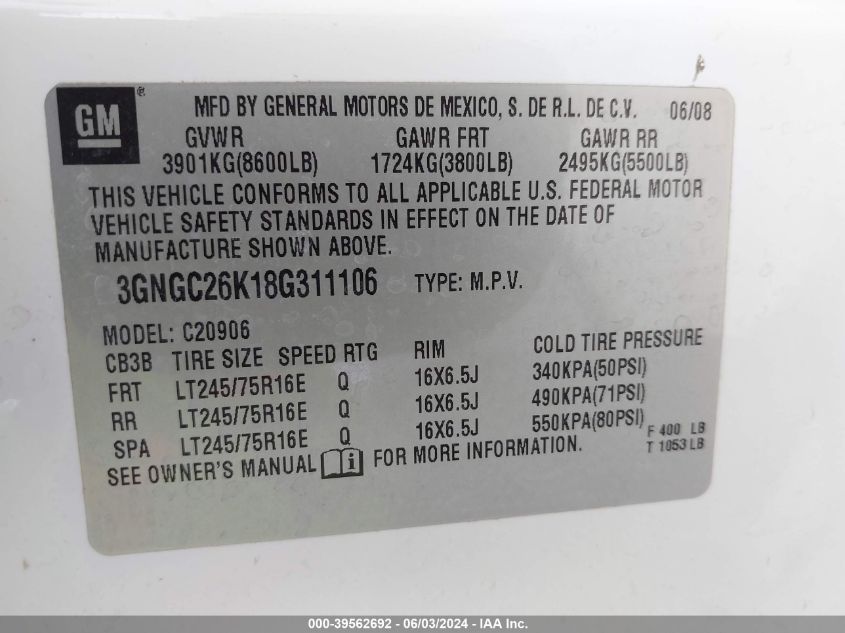 GM ® MFD BY GENERAL MOTORS DE MEXICO, S. DE R.L. DE C.V. 06/08
GVWR GAWR FRT GAWR RR
3901KG(8600LB) 1724KG(3800LB) 2495KG(5500LB)
THIS VEHICLE CONFORMS TO ALL APPLICABLE U.S. FEDERAL MOTOR
VEHICLE SAFETY STANDARDS IN EFFECT ON THE DATE OF
MANUFACTURE SHOWN ABOVE.
3GNGC26K18G311106 TYPE: M.P.V.
MODEL: C20906
CB3B TIRE SIZE SPEED RTG RIM COLD TIRE PRESSURE
FRT LT245/75R16E Q 16X6.5J 340KPA(50PSI)
RR LT245/75R16E Q 16X6.5J 490KPA(71PSI)
SPA LT245/75R16E Q 16X6.5J 550KPA(80PSI) F 400 LB
T 1053 LB
SEE OWNER'S MANUAL i FOR MORE INFORMATION.
000-39562692 - 06/03/2024 - IAA Inc.